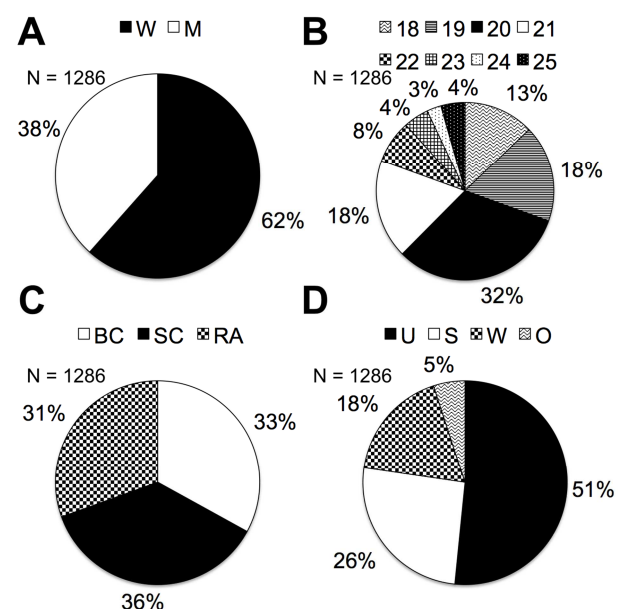 A
W M
N = 1286
38%
62%
B
18 19 20 21
22 23 24 25
N = 1286
3% 4%
4%
13%
8%
18%
18%
32%
C
BC SC RA
N = 1286
31%
33%
36%
D
U S W O
5%
N = 1286
18%
51%
26%